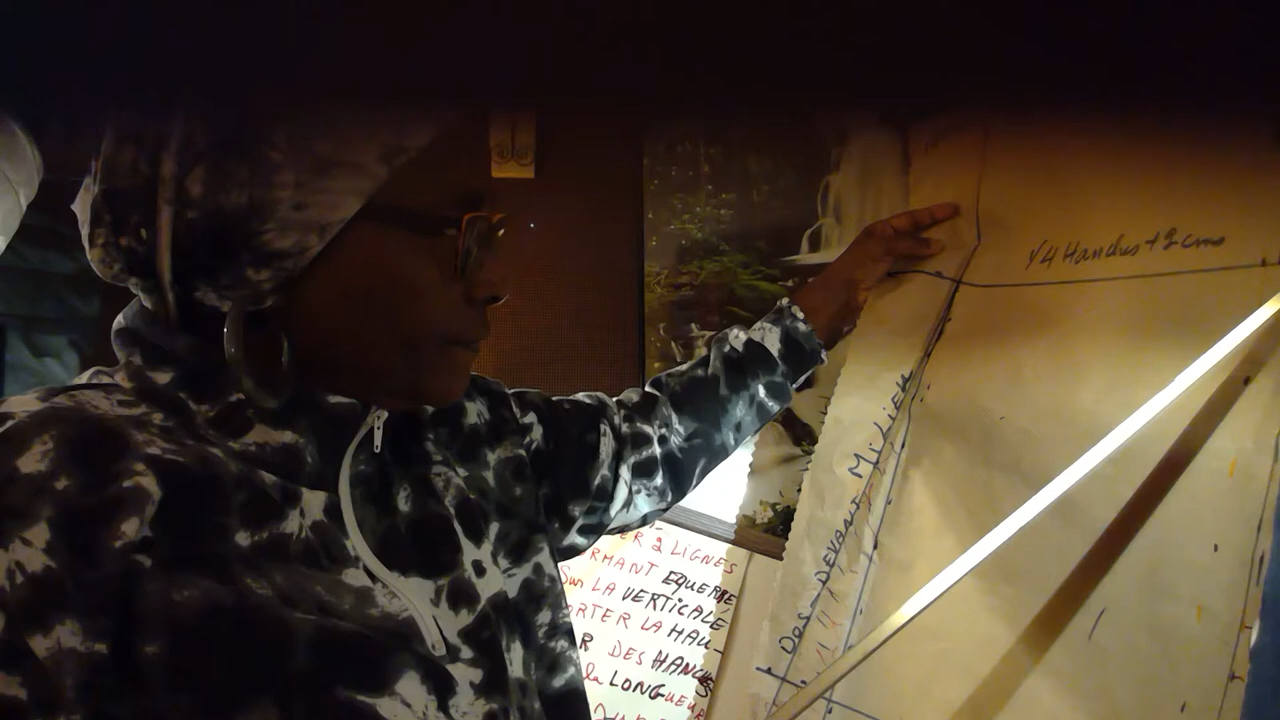 1/4 Hanches + 2 cms
DOS DEVANT MILIEU
ER 2 LIGNES
RMANT EQUERRE
Sur LA VERTICALE
RTER LA HAU-
R DES HANCHES
la LONGUEUR